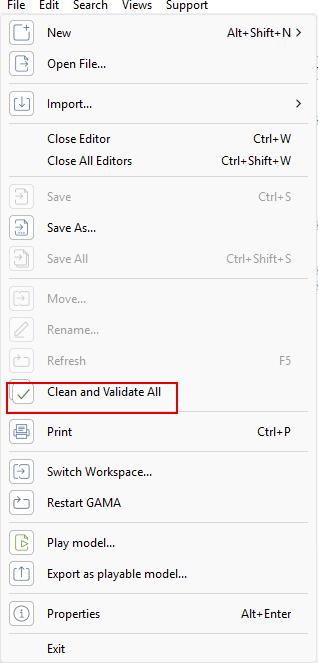 File Edit Search Views Support
New Alt+Shift+N
Open File...
Import...
Close Editor Ctrl+W
Close All Editors Ctrl+Shift+W
Save Ctrl+S
Save As...
Save All Ctrl+Shift+S
Move...
Rename...
Refresh F5
Clean and Validate All
Print Ctrl+P
Switch Workspace...
Restart GAMA
Play model...
Export as playable model...
Properties Alt+Enter
Exit